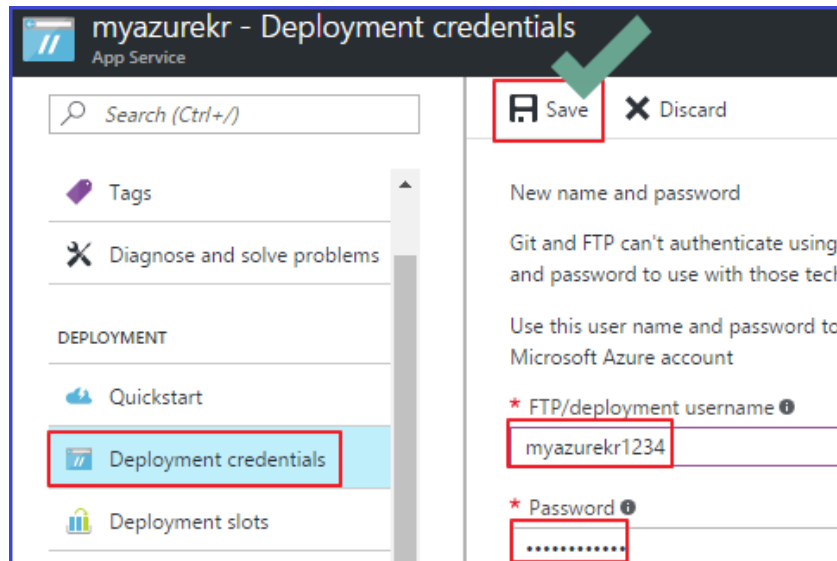 myazurekr - Deployment credentials
App Service
Search (Ctrl+/)
Tags
Diagnose and solve problems
DEPLOYMENT
Quickstart
Deployment credentials
Deployment slots
Save
Discard
New name and password
Git and FTP can't authenticate using
and password to use with those
Use this user name and password to
Microsoft Azure account
* FTP/deployment username
myazurekr1234
* Password
••••••••••••